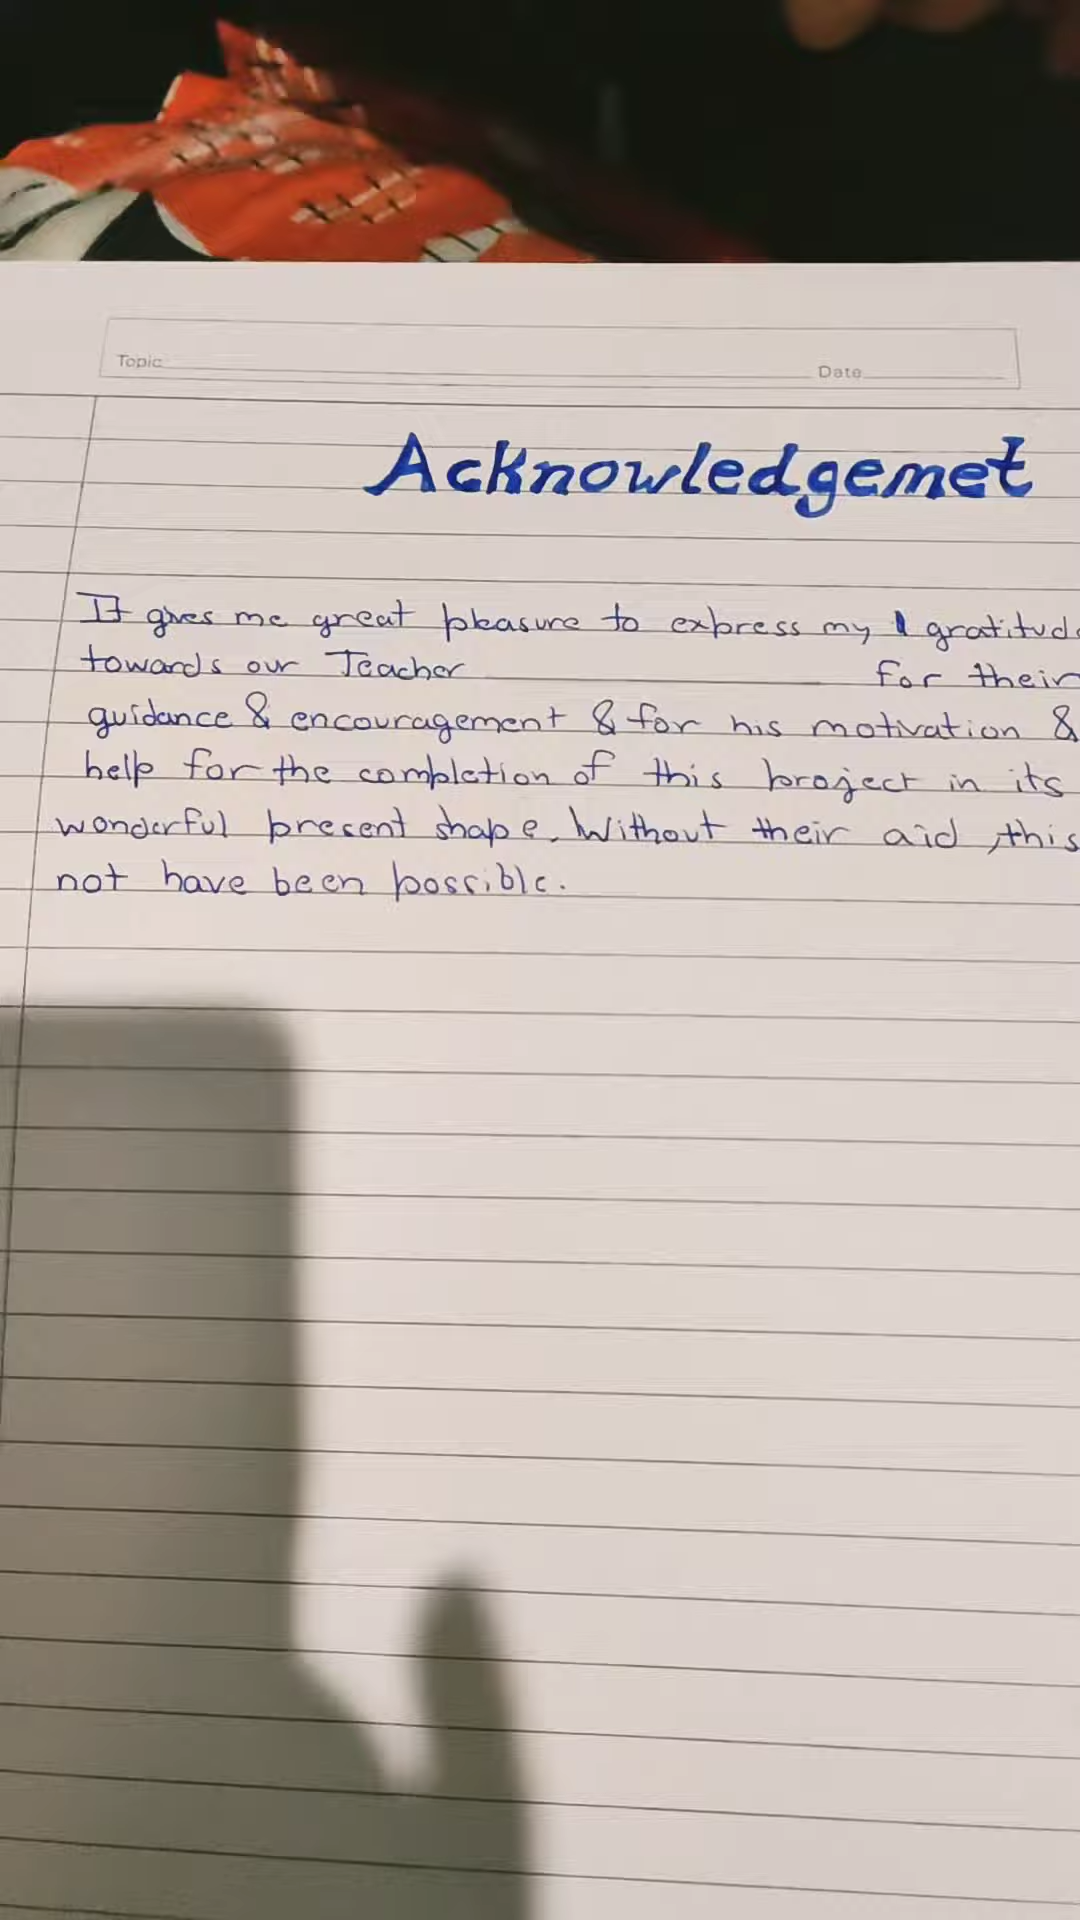 Topic
Date
Acknowledgemet
It gives me great pleasure to express my gratitude
towards our Teacher for their
guidance & encouragement & for his motivation &
help for the completion of this project in its
wonderful present shape. Without their aid, this
not have been possible.